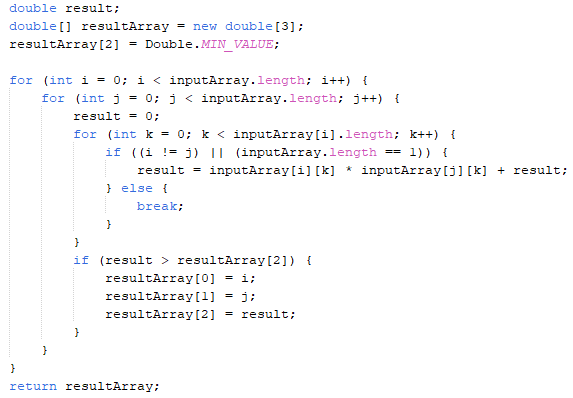 double result;
double[] resultArray = new double[3];
resultArray[2] = Double.MIN_VALUE;

for (int i = 0; i < inputArray.length; i++) {
    for (int j = 0; j < inputArray.length; j++) {
        result = 0;
        for (int k = 0; k < inputArray[i].length; k++) {
            if ((i != j) || (inputArray.length == 1)) {
                result = inputArray[i][k] * inputArray[j][k] + result;
            } else {
                break;
            }
        }
        if (result > resultArray[2]) {
            resultArray[0] = i;
            resultArray[1] = j;
            resultArray[2] = result;
        }
    }
}
return resultArray;